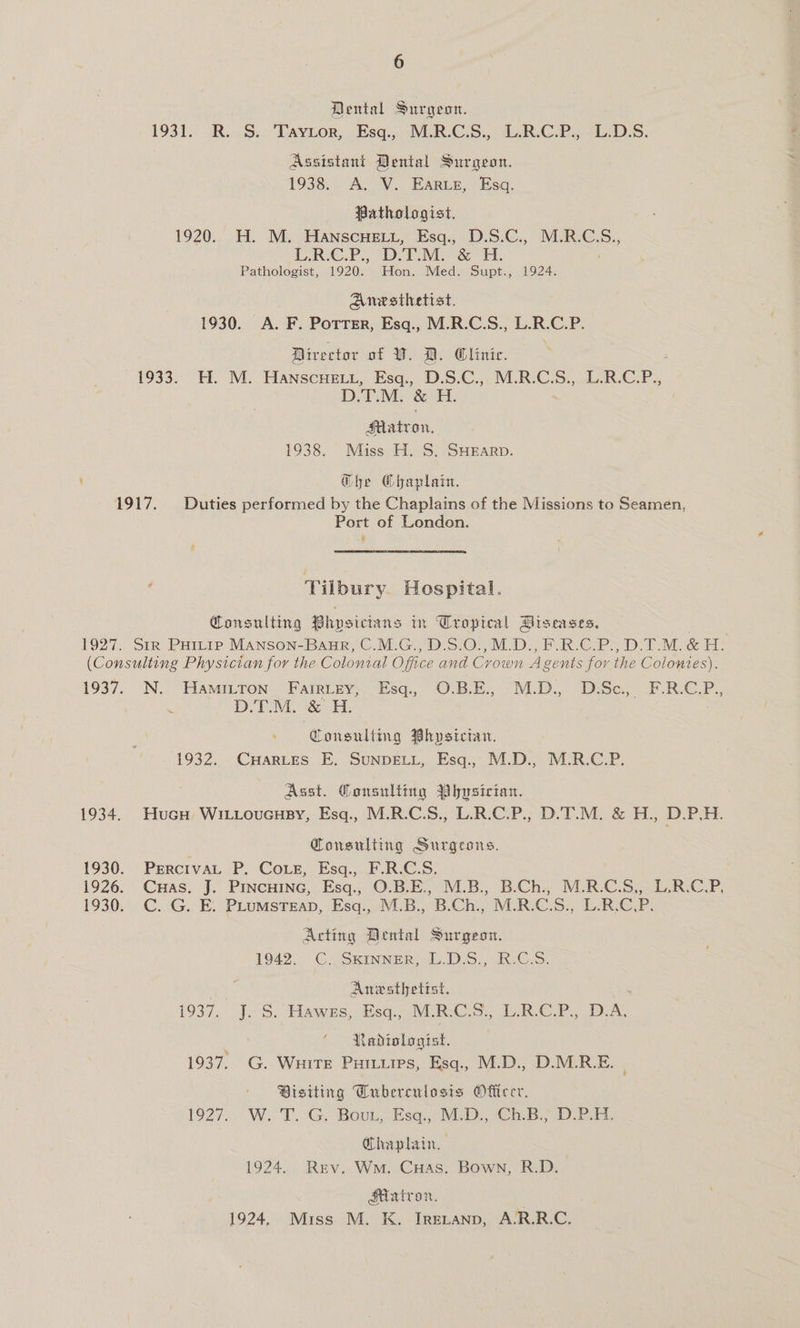 6
Dental Surgeon.
1931. R. S. Taylor, Esq., M.R.C.S., L.R.C.P., L.D.S.
Assistant Dental Surgeon.
1938. A. V. Earle, Esq.
Pathologist.
1920. H. M. Hanschell, Esq., D.S.C., M.R.C.S.,
L.R.C.P., D.T.M. & H.
Pathologist, 1920. Hon. Med. Supt., 1924.
Anæsthetist.
1930. A. F. Potter, Esq., M.R.C.S., L.R.C.P.
Director of V. D. Clinic.
1933. H. M. Hanschell, Esq., D.S.C., M.R.C.S., L.R.C.P.,
D.T.M. & H.
Matron.
1938. Miss H. S. Sheard.
The Chaplain.
1917. Duties performed by the Chaplains of the Missions to Seamen,
Port of London.
Tilbury Hospital.
Consulting Physicians in Tropical Diseases.
1927. Sir Philip Manson-Bahr, C.M.G., D.S.O., M.D., F.R.C.P., D.T.M. & H.
(Consulting Physician for the Colonial Office and Crown Agents for the Colonies).
1937. N. Hamilton Fairley, Esq., O.B.E., M.D., D.Sc., F.R.C.P.,
D.T.M. & H.
Consulting Physician.
1932. Charles E. Sundell, Esq., M.D., M.R.C.P.
Asst. Consulting Physician.
1934. Hugh Willoughby, Esq., M.R.C.S., L.R.C.P., D.T.M. & H., D.P.H.
Consulting Surgeons.
1930. Percival P. Cole, Esq., F.R.C.S.
1926. Chas. J. Pinching, Esq., O.B.E., M.B., B.Ch., M.R.C.S., L.R.C.P.
1930. C. G. E. Plumstead, Esq., M.B., B.Ch., M.R.C.S., L.R.C.P.
Acting Dental Surgeon.
1942. C. Skinner, L.D.S., R.C.S.
Anæsthetist.
1937. J. S. Hawes, Esq., M.R.C.S., L.R.C.P., D.A.
Radiologist.
1937. G. White Phillips, Esq., M.D., D.M.R.E.
Visiting Tuberculosis Officer.
1927. W. T. G. Boul, Esq., M.D., Ch.B., D.P.H.
Chaplain.
1924. Rev. Wm. Chas. Bown, R.D.
Matron.
1924. Miss M. K. Ireland, A.R.R.C.